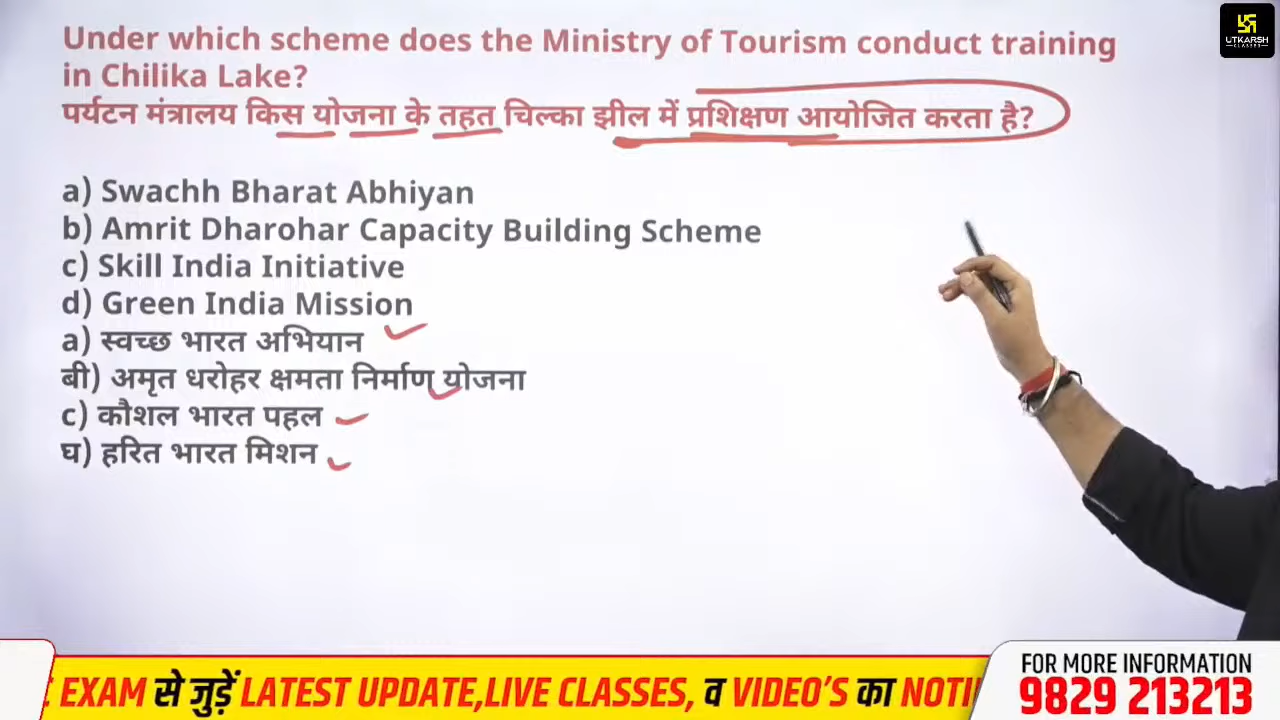 Under which scheme does the Ministry of Tourism conduct training
in Chilika Lake?
पर्यटन मंत्रालय किस योजना के तहत चिल्का झील में प्रशिक्षण आयोजित करता है?
a) Swachh Bharat Abhiyan
b) Amrit Dharohar Capacity Building Scheme
c) Skill India Initiative
d) Green India Mission
a) स्वच्छ भारत अभियान
बी) अमृत धरोहर क्षमता निर्माण योजना
c) कौशल भारत पहल
घ) हरित भारत मिशन
UTKARSH
CLASSES
EXAM से जुड़ें LATEST UPDATE,LIVE CLASSES, व VIDEO'S का NOTI
FOR MORE INFORMATION
9829 213213